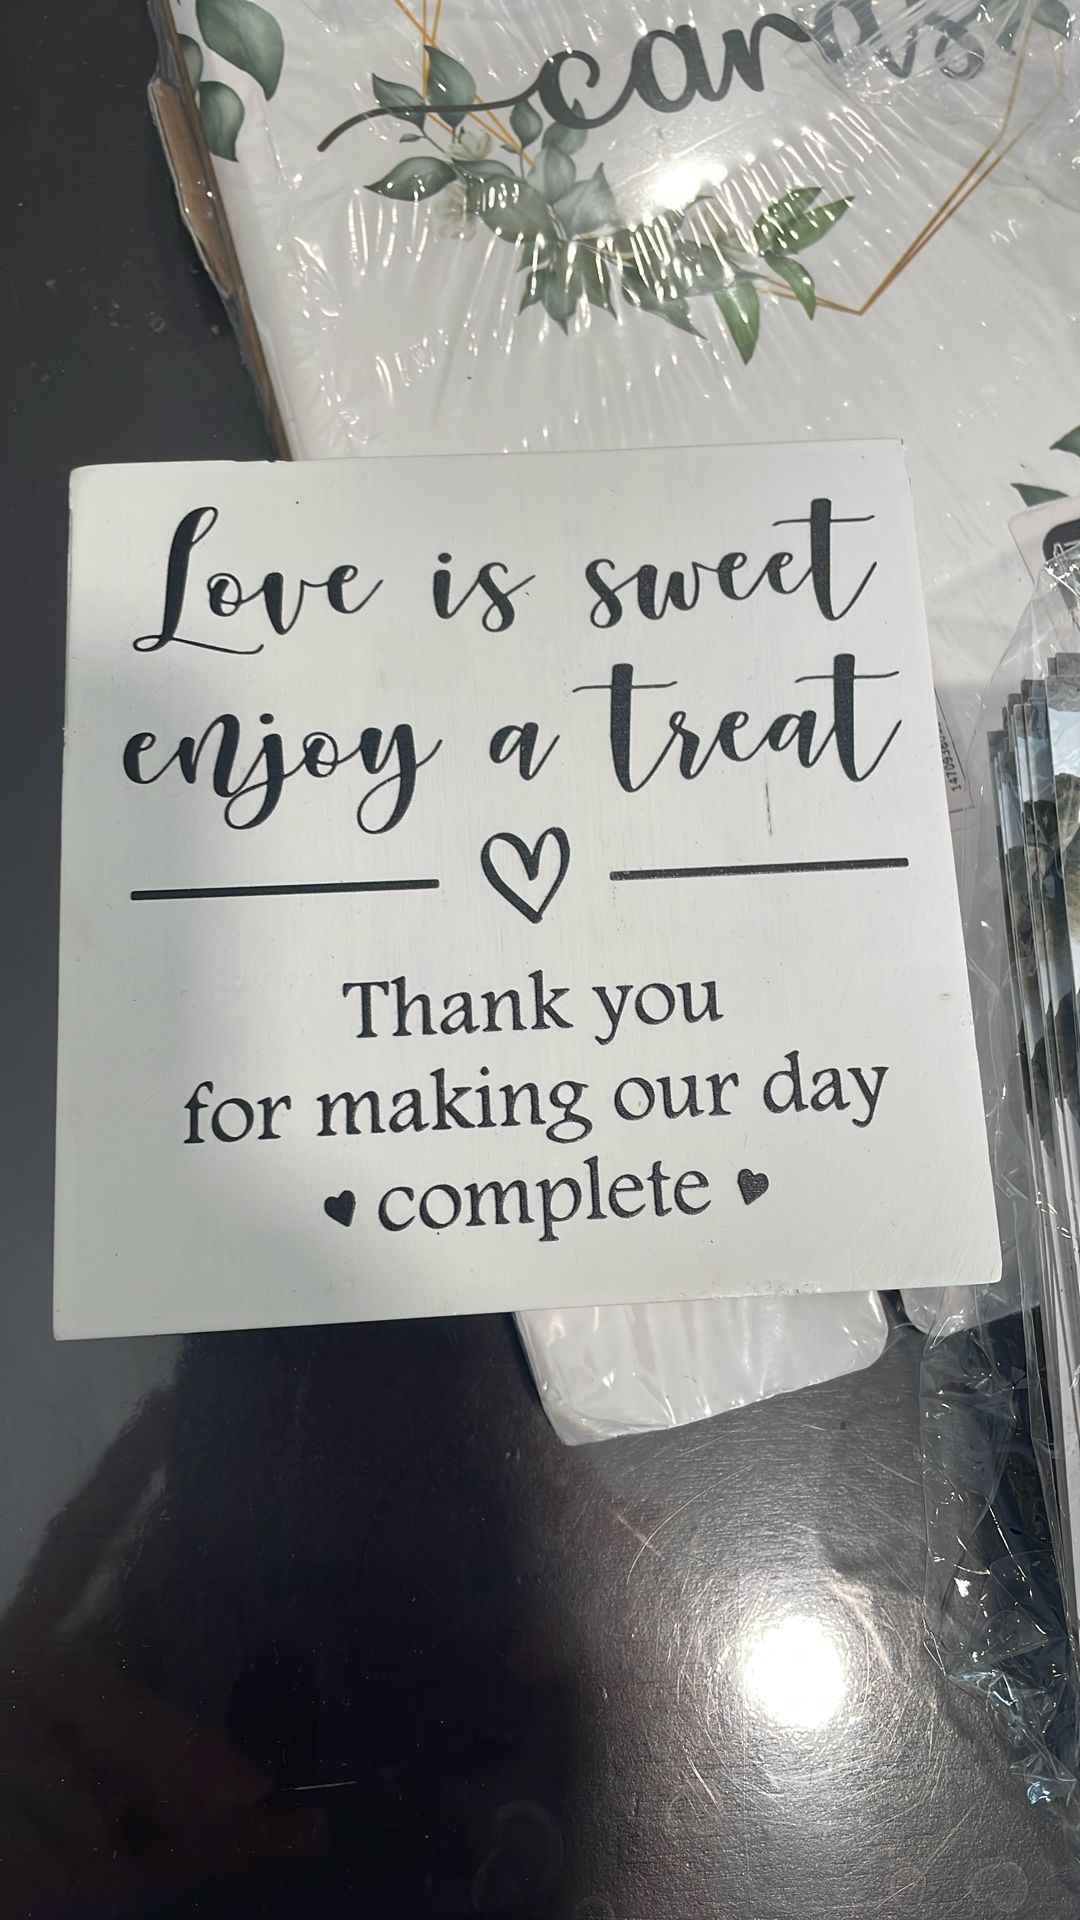 cards
Love is sweet
enjoy a treat
Thank you
for making our day
complete